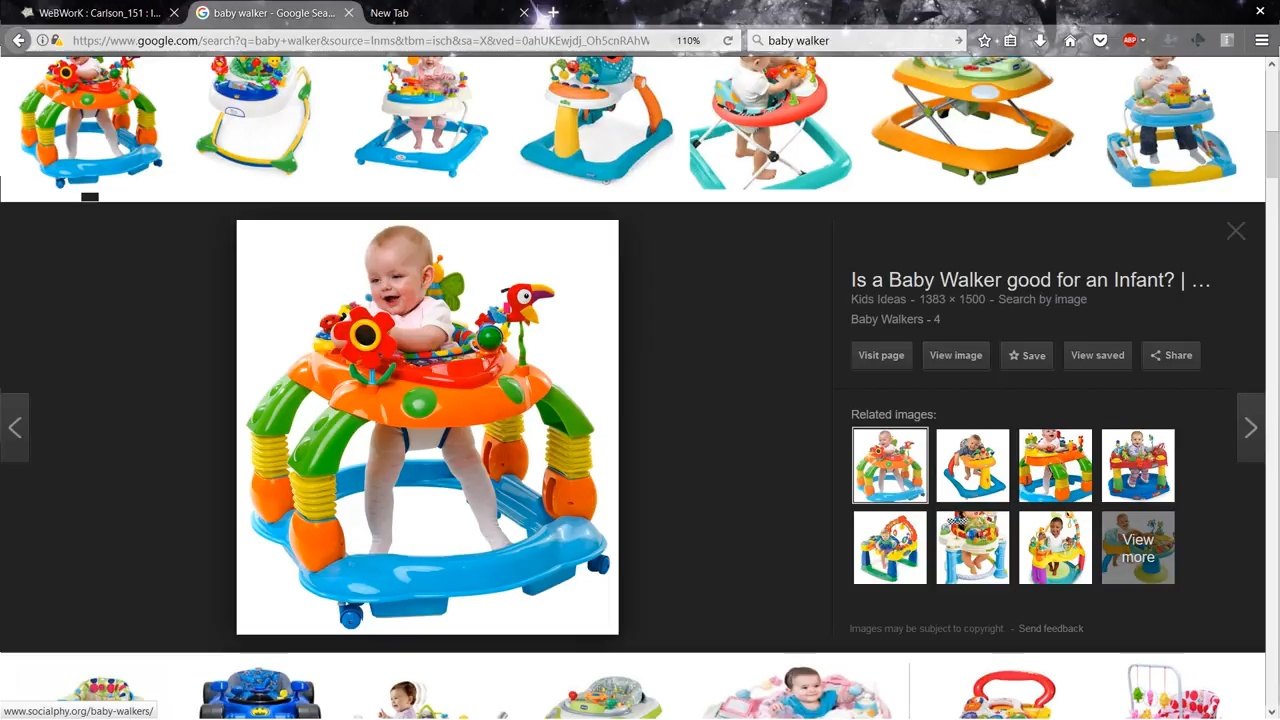 WeBWorK : Carlson_151 : I...
baby walker - Google Sea...
New Tab
https://www.google.com/search?q=baby+walker&source=lnms&tbm=isch&sa=X&ved=0ahUKEwjdj_Oh5cnRAhW
110%
baby walker
ABP
Is a Baby Walker good for an Infant? | ...
Kids Ideas - 1383 × 1500 - Search by image
Baby Walkers - 4
Visit page
View image
Save
View saved
Share
Related images:
View more
Images may be subject to copyright. - Send feedback
www.socialphy.org/baby-walkers/